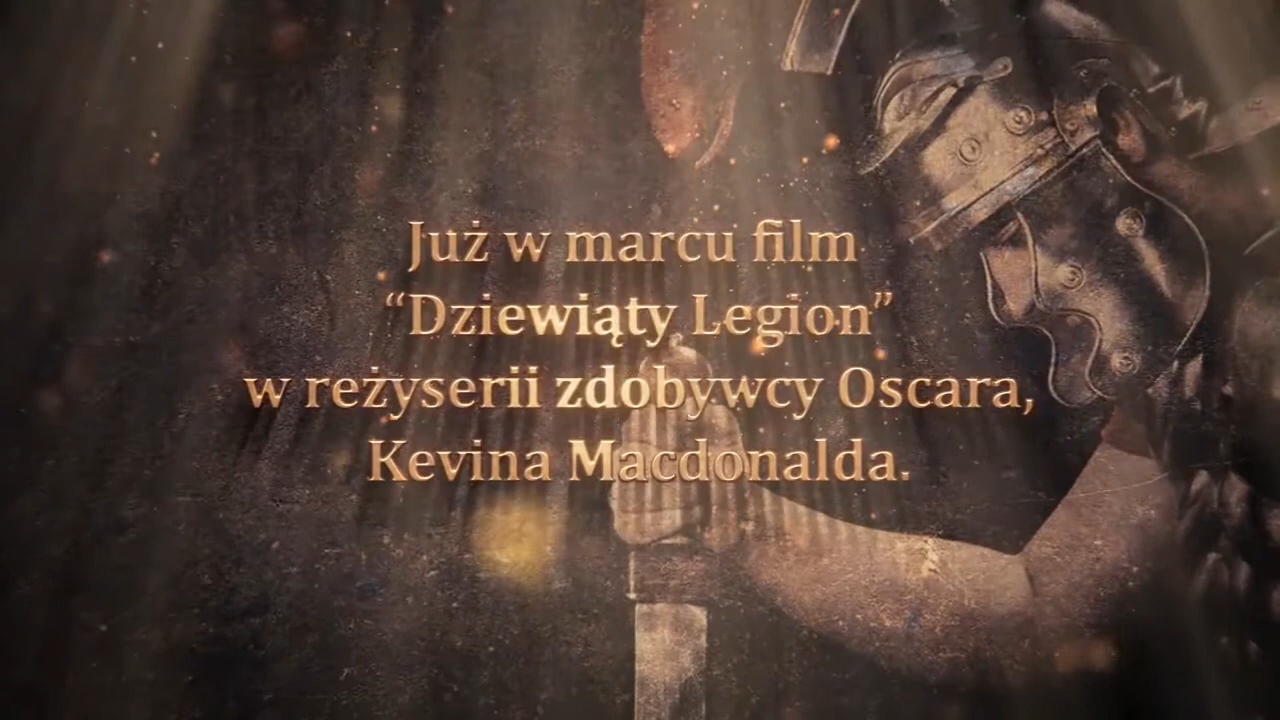 Już w marcu film
“Dziewiąty Legion”
w reżyserii zdobywcy Oscara,
Kevina Macdonalda.